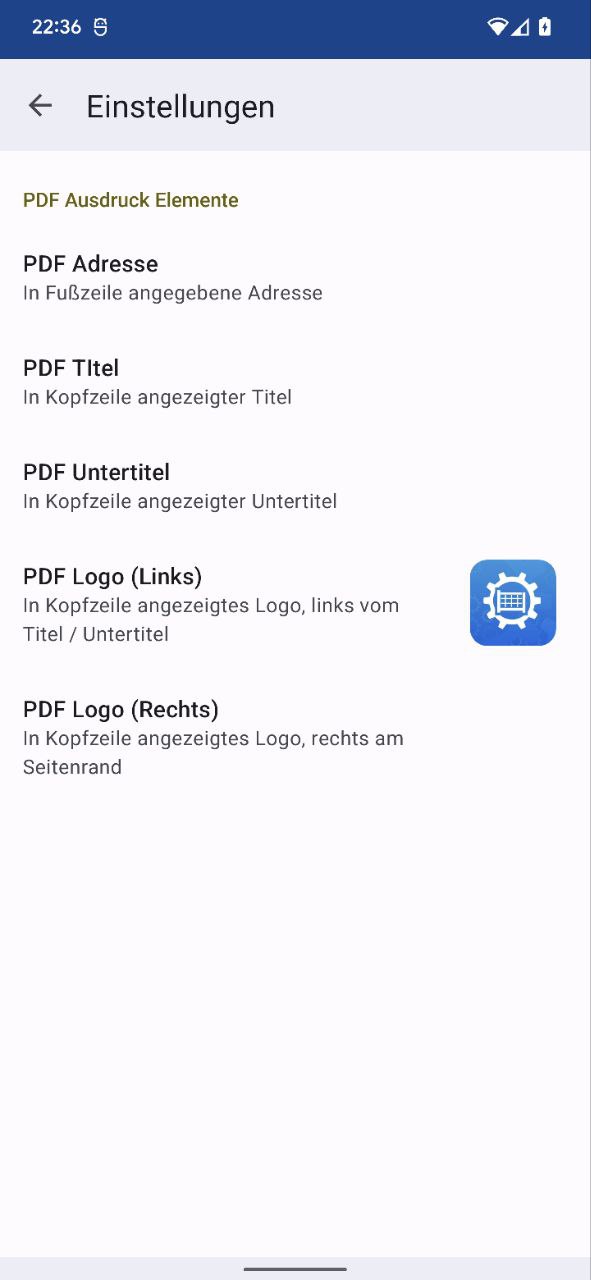 22:36
Einstellungen
PDF Ausdruck Elemente
PDF Adresse
In Fußzeile angegebene Adresse
PDF TItel
In Kopfzeile angezeigter Titel
PDF Untertitel
In Kopfzeile angezeigter Untertitel
PDF Logo (Links)
In Kopfzeile angezeigtes Logo, links vom
Titel / Untertitel
PDF Logo (Rechts)
In Kopfzeile angezeigtes Logo, rechts am
Seitenrand